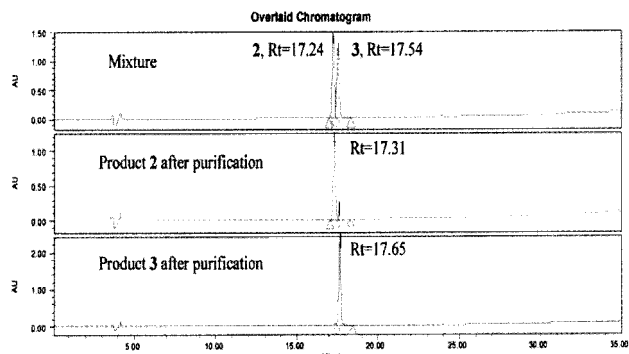 Overlaid Chromatogram
1.50
1.00
0.50
0.00
AU
Mixture
2, Rt=17.24
3, Rt=17.54
1.00
0.50
0.00
AU
Product 2 after purification
Rt=17.31
2.00
1.00
0.00
AU
Product 3 after purification
Rt=17.65
5.00
10.00
15.00
20.00
25.00
30.00
35.00